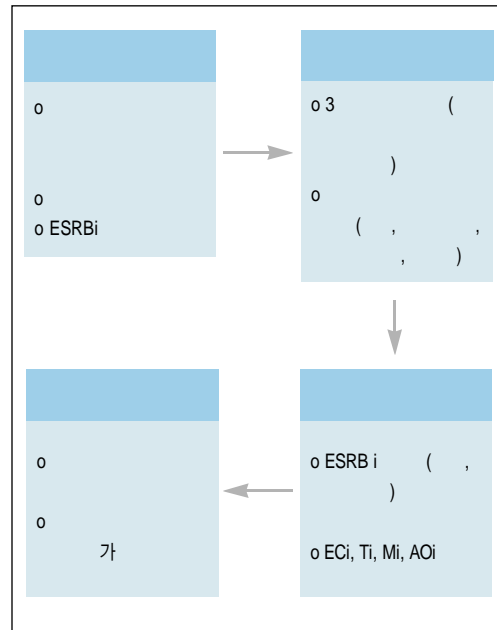 o
o
o ESRBi
o 3 (
)
o
( , ,
, )
o ESRB i ( ,
)
o ECi, Ti, Mi, AOi
o
o
가